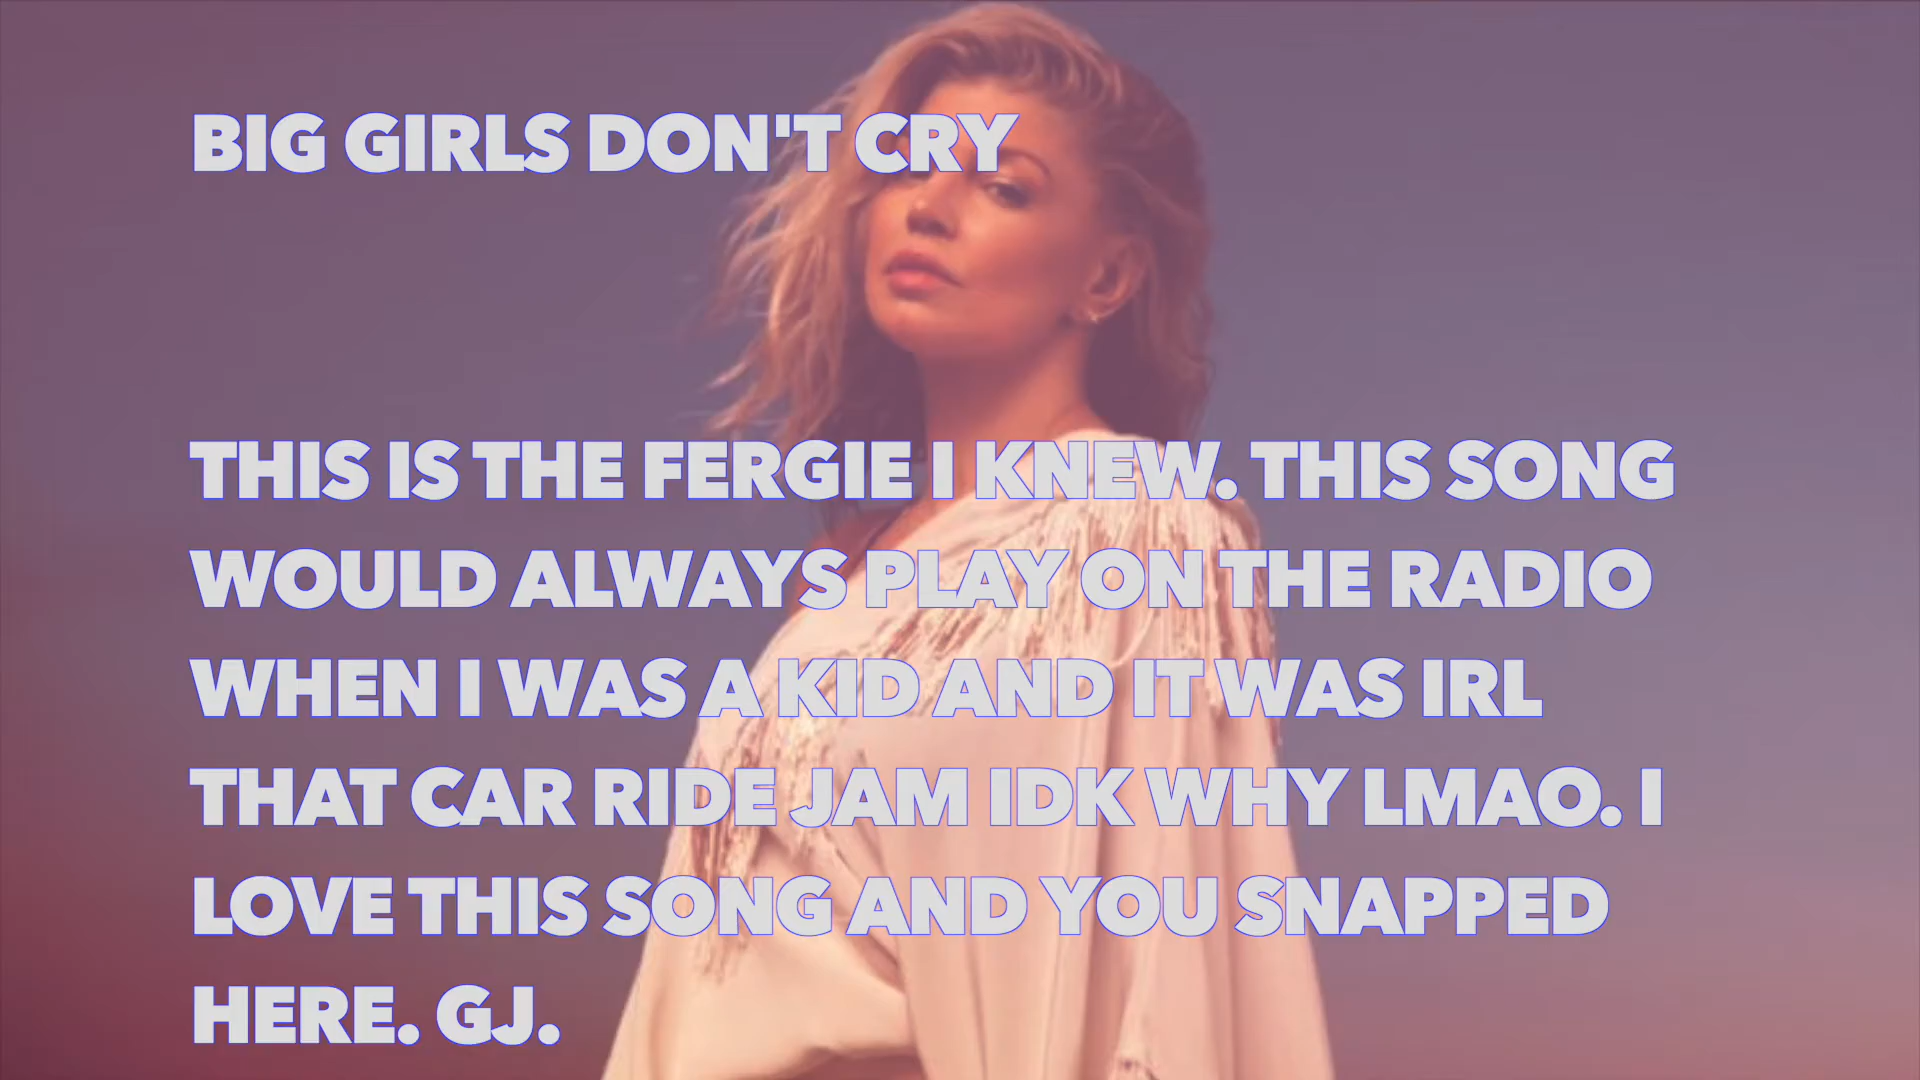 BIG GIRLS DON'T CRY
THIS IS THE FERGIE I KNEW. THIS SONG
WOULD ALWAYS PLAY ON THE RADIO
WHEN I WAS A KID AND IT WAS IRL
THAT CAR RIDE JAM IDK WHY LMAO. I
LOVE THIS SONG AND YOU SNAPPED
HERE. GJ.